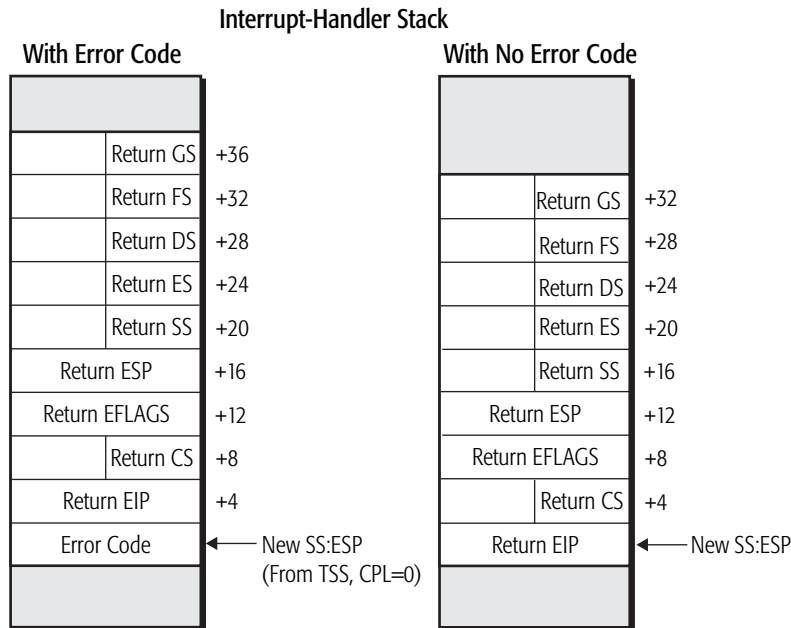 Interrupt-Handler Stack
With Error Code
Return GS +36
Return FS +32
Return DS +28
Return ES +24
Return SS +20
Return ESP +16
Return EFLAGS +12
Return CS +8
Return EIP +4
Error Code New SS:ESP
(From TSS, CPL=0)
With No Error Code
Return GS +32
Return FS +28
Return DS +24
Return ES +20
Return SS +16
Return ESP +12
Return EFLAGS +8
Return CS +4
Return EIP New SS:ESP